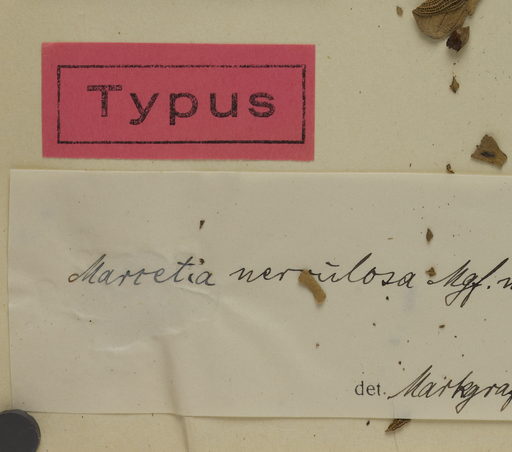 Typus
Marcetia nervulosa Mgf. n
det. Markgraf